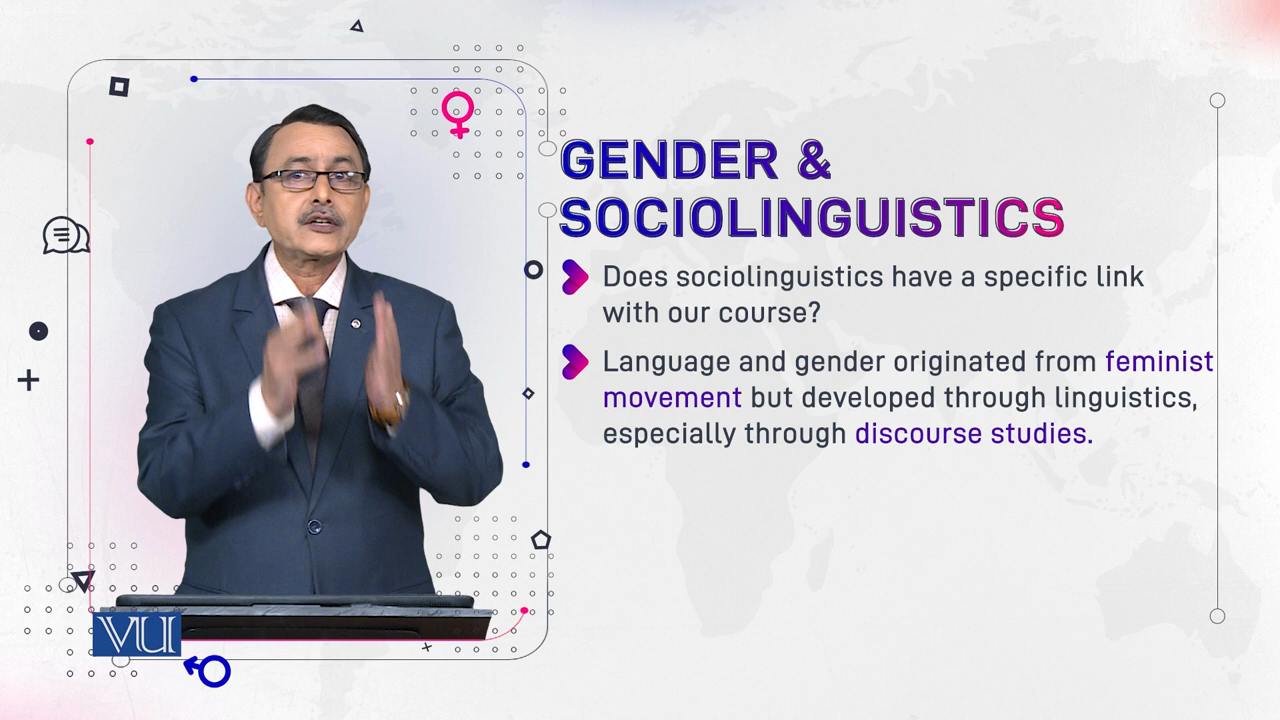 GENDER &
SOCIOLINGUISTICS
Does sociolinguistics have a specific link
with our course?
Language and gender originated from feminist
movement but developed through linguistics,
especially through discourse studies.
VU